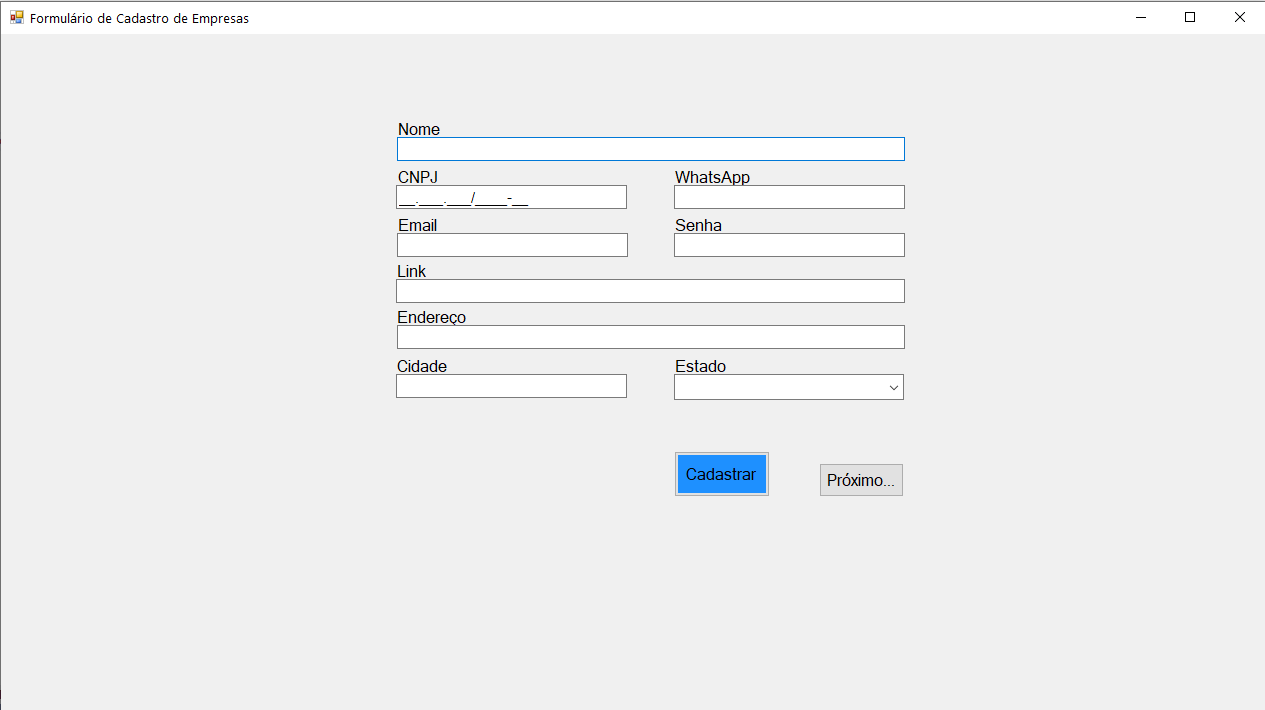 Formulário de Cadastro de Empresas
Nome
CNPJ WhatsApp
__.___.___/____-__
Email Senha
Link
Endereço
Cidade Estado
Cadastrar Próximo...